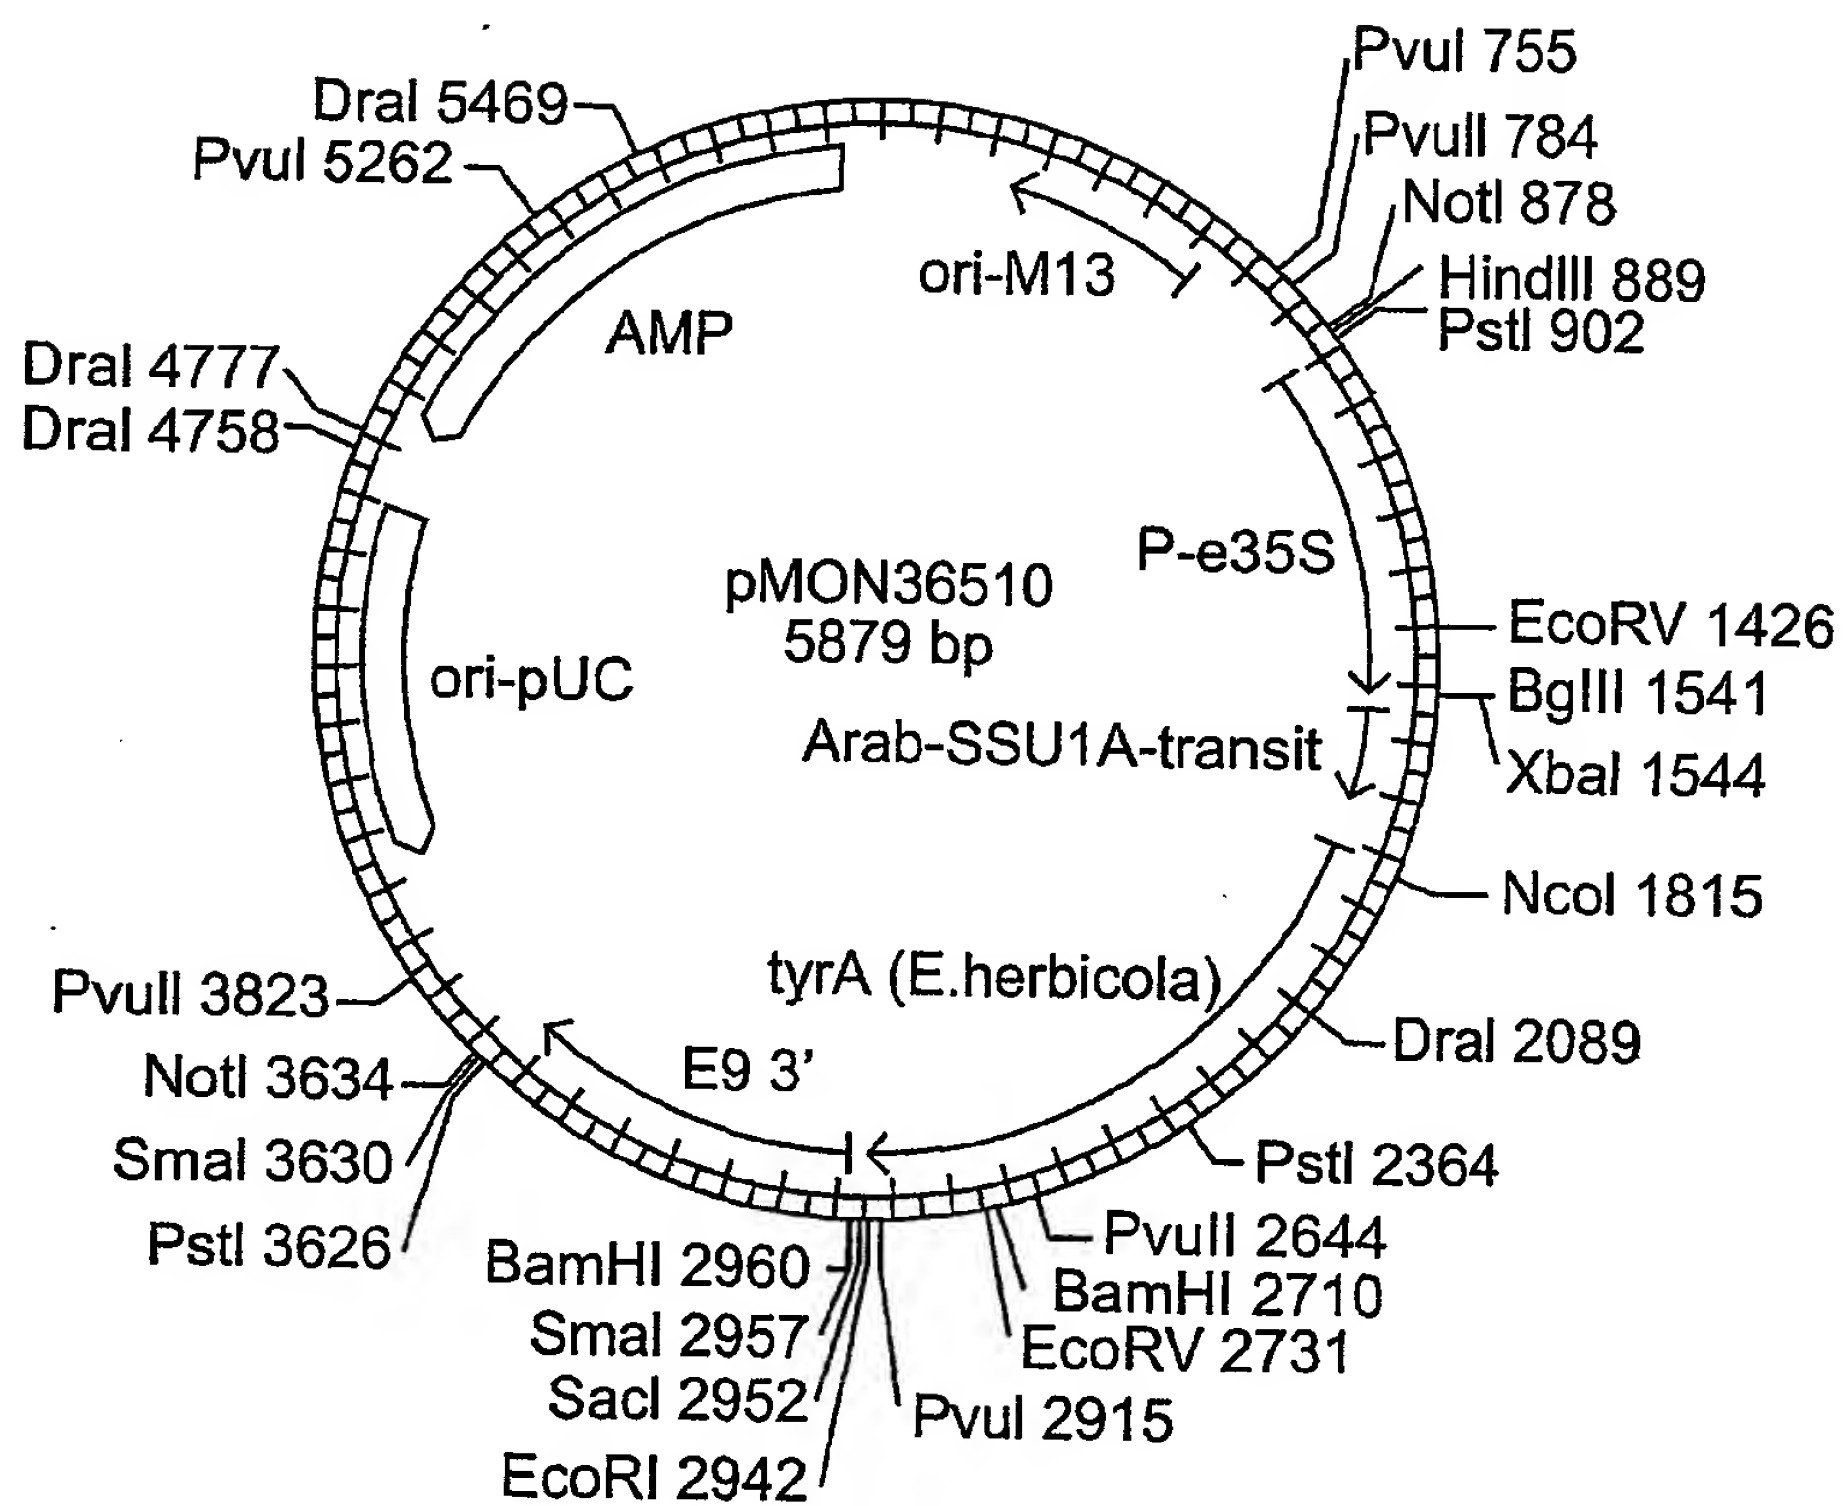 PvuI 755
DraI 5469
PvuII 784
PvuI 5262
NotI 878
ori-M13
HindIII 889
AMP
PstI 902
DraI 4777
DraI 4758
P-e35S
pMON36510
5879 bp
EcoRV 1426
ori-pUC
BglII 1541
Arab-SSU1A-transit
XbaI 1544
NcoI 1815
tyrA (E.herbicola)
PvuII 3823
DraI 2089
E9 3’
NotI 3634
SmaI 3630
PstI 2364
PstI 3626
PvuII 2644
BamHI 2960
BamHI 2710
SmaI 2957
EcoRV 2731
SacI 2952
PvuI 2915
EcoRI 2942